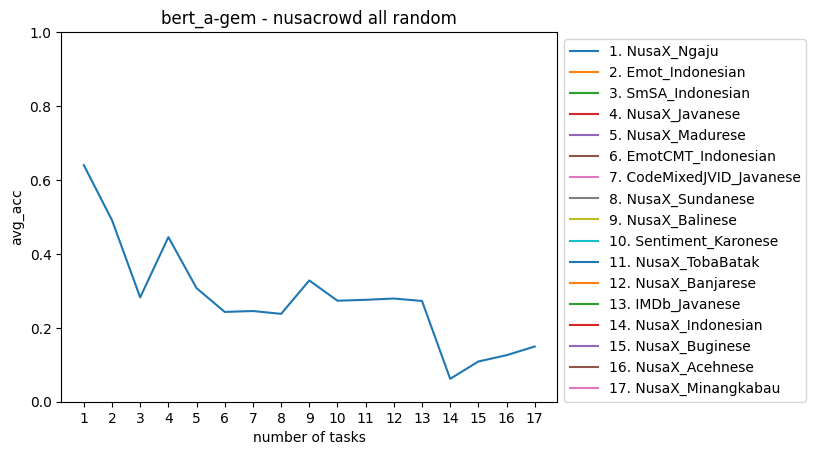 bert_a-gem - nusacrowd all random
avg_acc
1.0
0.8
0.6
0.4
0.2
0.0
1 2 3 4 5 6 7 8 9 10 11 12 13 14 15 16 17
number of tasks
1. NusaX_Ngaju
2. Emot_Indonesian
3. SmSA_Indonesian
4. NusaX_Javanese
5. NusaX_Madurese
6. EmotCMT_Indonesian
7. CodeMixedJVID_Javanese
8. NusaX_Sundanese
9. NusaX_Balinese
10. Sentiment_Karonese
11. NusaX_TobaBatak
12. NusaX_Banjarese
13. IMDb_Javanese
14. NusaX_Indonesian
15. NusaX_Buginese
16. NusaX_Acehnese
17. NusaX_Minangkabau